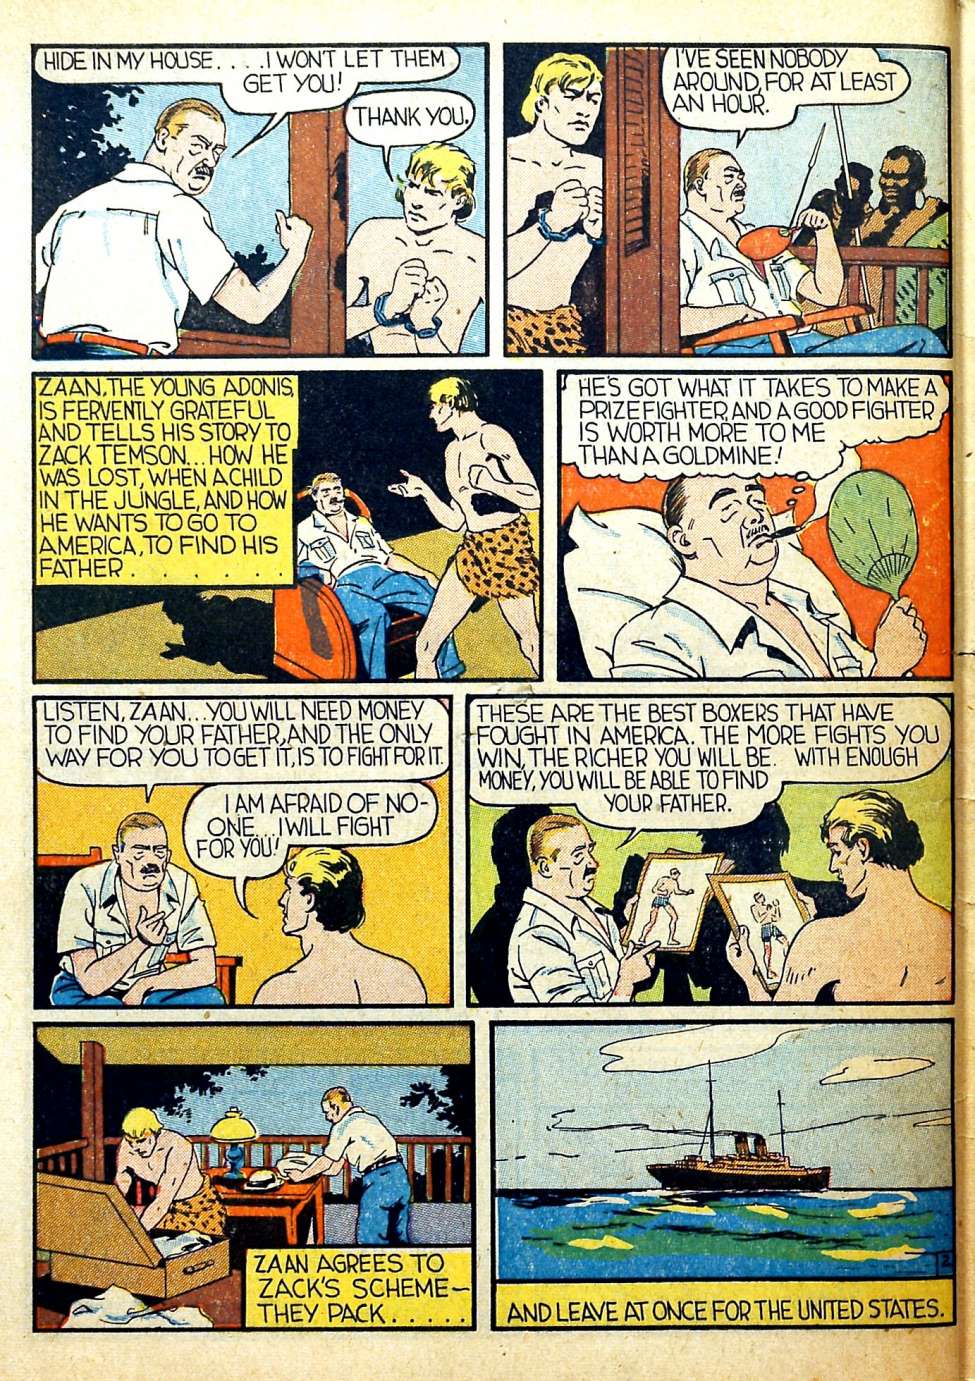 HIDE IN MY HOUSE. . . . I WON'T LET THEM
GET YOU!
THANK YOU.
I'VE SEEN NOBODY
AROUND, FOR AT LEAST
AN HOUR.
ZAAN, THE YOUNG ADONIS,
IS FERVENTLY GRATEFUL
AND TELLS HIS STORY TO
ZACK TEMSON... HOW HE
WAS LOST, WHEN A CHILD
IN THE JUNGLE, AND HOW
HE WANTS TO GO TO
AMERICA, TO FIND HIS
FATHER . . . . . . .
HE'S GOT WHAT IT TAKES TO MAKE A
PRIZEFIGHTER, AND A GOOD FIGHTER
IS WORTH MORE TO ME
THAN A GOLDMINE!
LISTEN, ZAAN... YOU WILL NEED MONEY
TO FIND YOUR FATHER, AND THE ONLY
WAY FOR YOU TO GET IT, IS TO FIGHT FOR IT.
I AM AFRAID OF NO-
ONE... I WILL FIGHT
FOR YOU!
THESE ARE THE BEST BOXERS THAT HAVE
FOUGHT IN AMERICA. THE MORE FIGHTS YOU
WIN, THE RICHER YOU WILL BE. WITH ENOUGH
MONEY, YOU WILL BE ABLE TO FIND
YOUR FATHER.
ZAAN AGREES TO
ZACK'S SCHEME—
THEY PACK. . . . .
2
AND LEAVE AT ONCE FOR THE UNITED STATES.